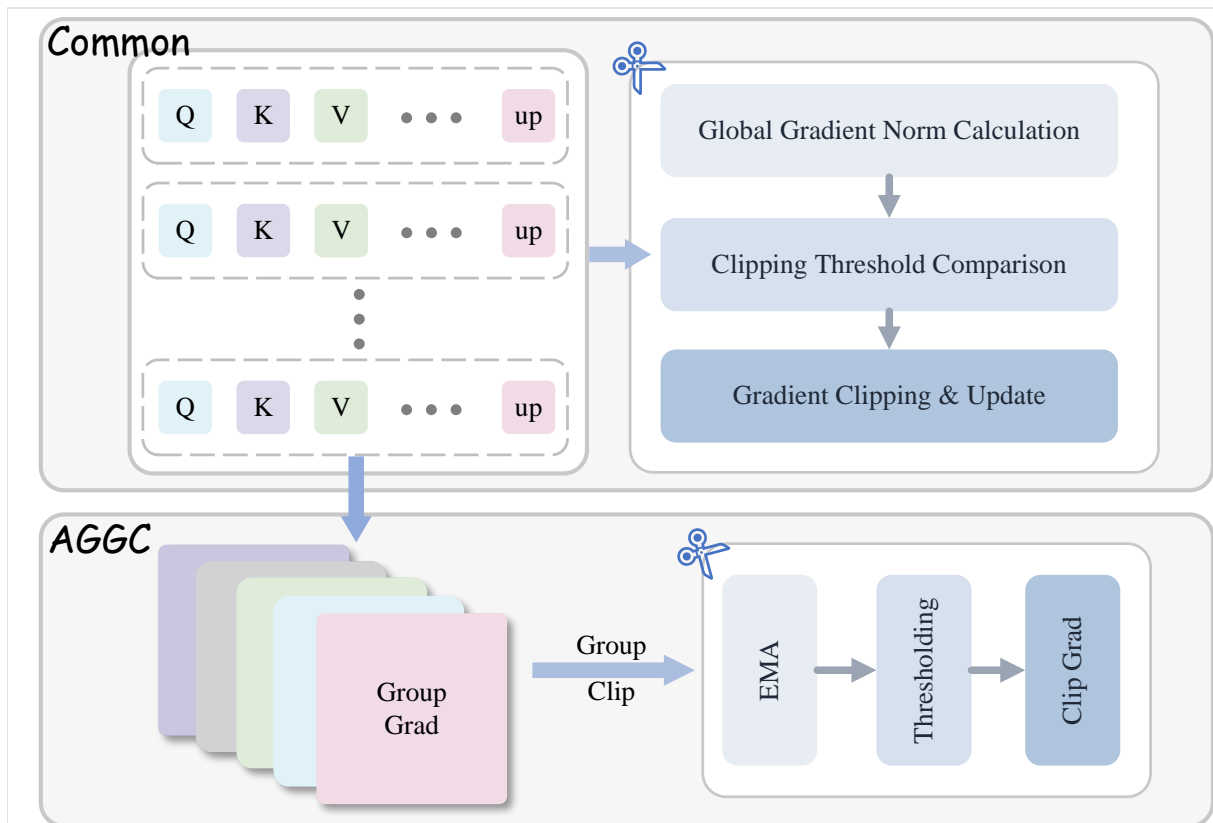 Common
Q K V up
Q K V up
Q K V up
Global Gradient Norm Calculation
Clipping Threshold Comparison
Gradient Clipping & Update
AGGC
Group
Grad
Group
Clip
EMA
Thresholding
Clip Grad